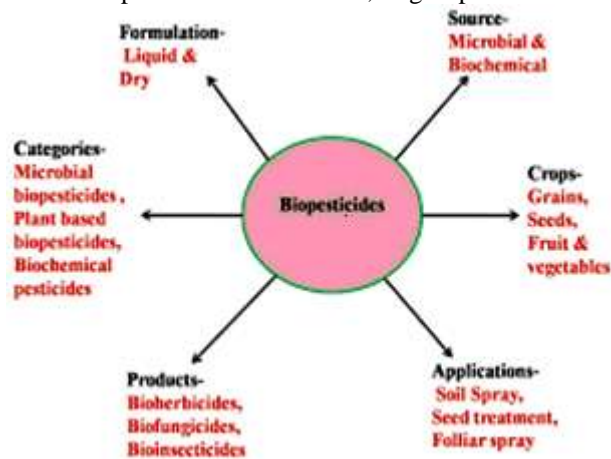 Formulation-
Liquid &
Dry
Source-
Microbial &
Biochemical
Categories-
Microbial
biopesticides ,
Plant based
biopesticides,
Biochemical
pesticides
Biopesticides
Crops-
Grains,
Seeds,
Fruit &
vegetables
Products-
Bioherbicides,
Biofungicides,
Bioinsecticides
Applications-
Soil Spray,
Seed treatment,
Folliar spray